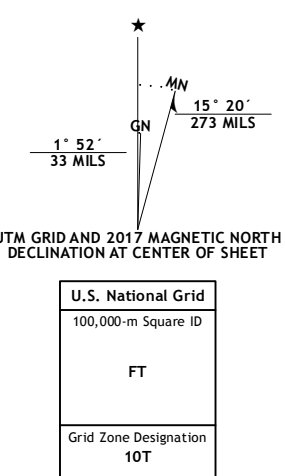 ★
MN
15° 20´
273 MILS
GN
1° 52´
33 MILS
UTM GRID AND 2017 MAGNETIC NORTH
DECLINATION AT CENTER OF SHEET
U.S. National Grid
100,000-m Square ID
FT
Grid Zone Designation
10T